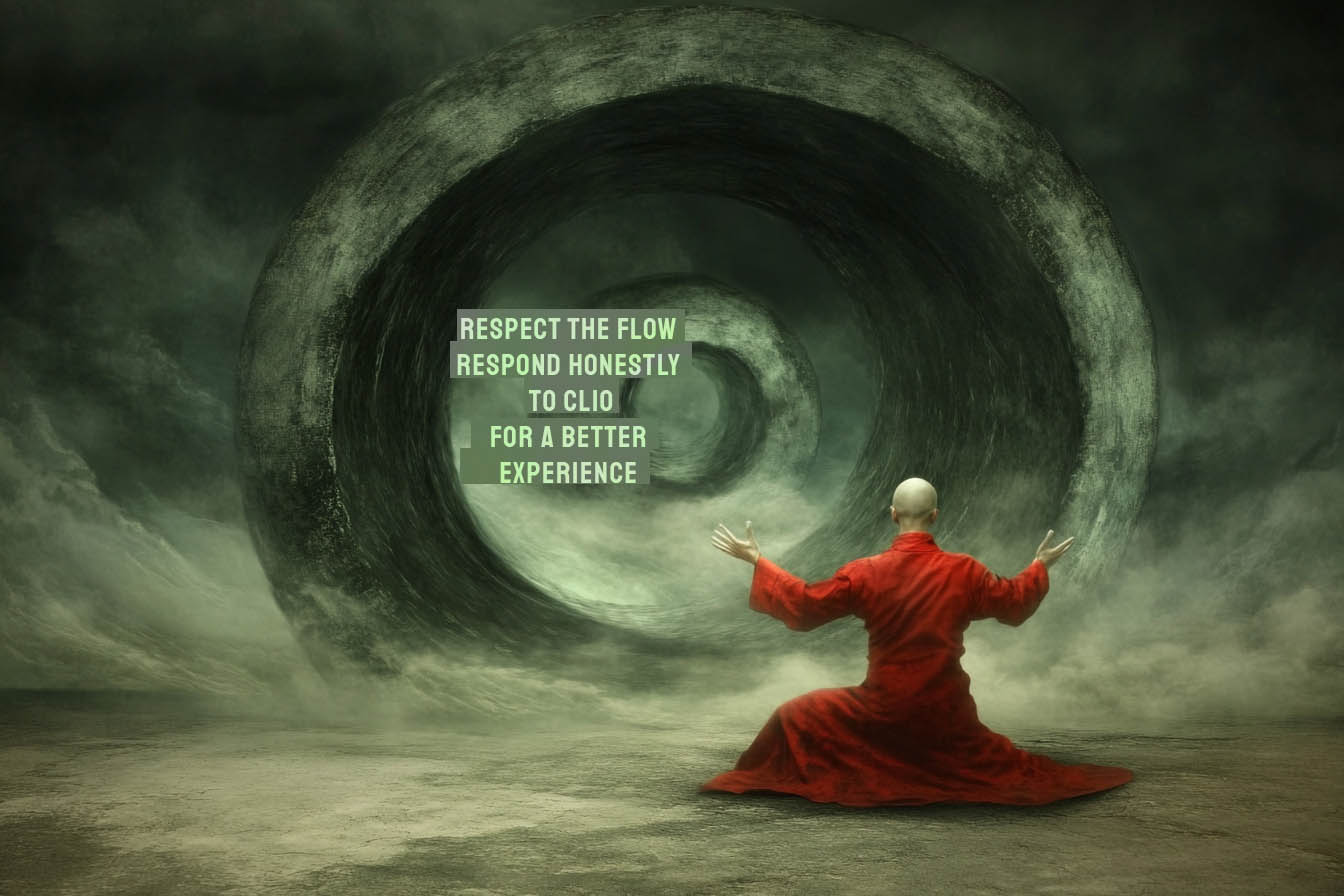 RESPECT THE FLOW
RESPOND HONESTLY
TO CLIO
FOR A BETTER
EXPERIENCE